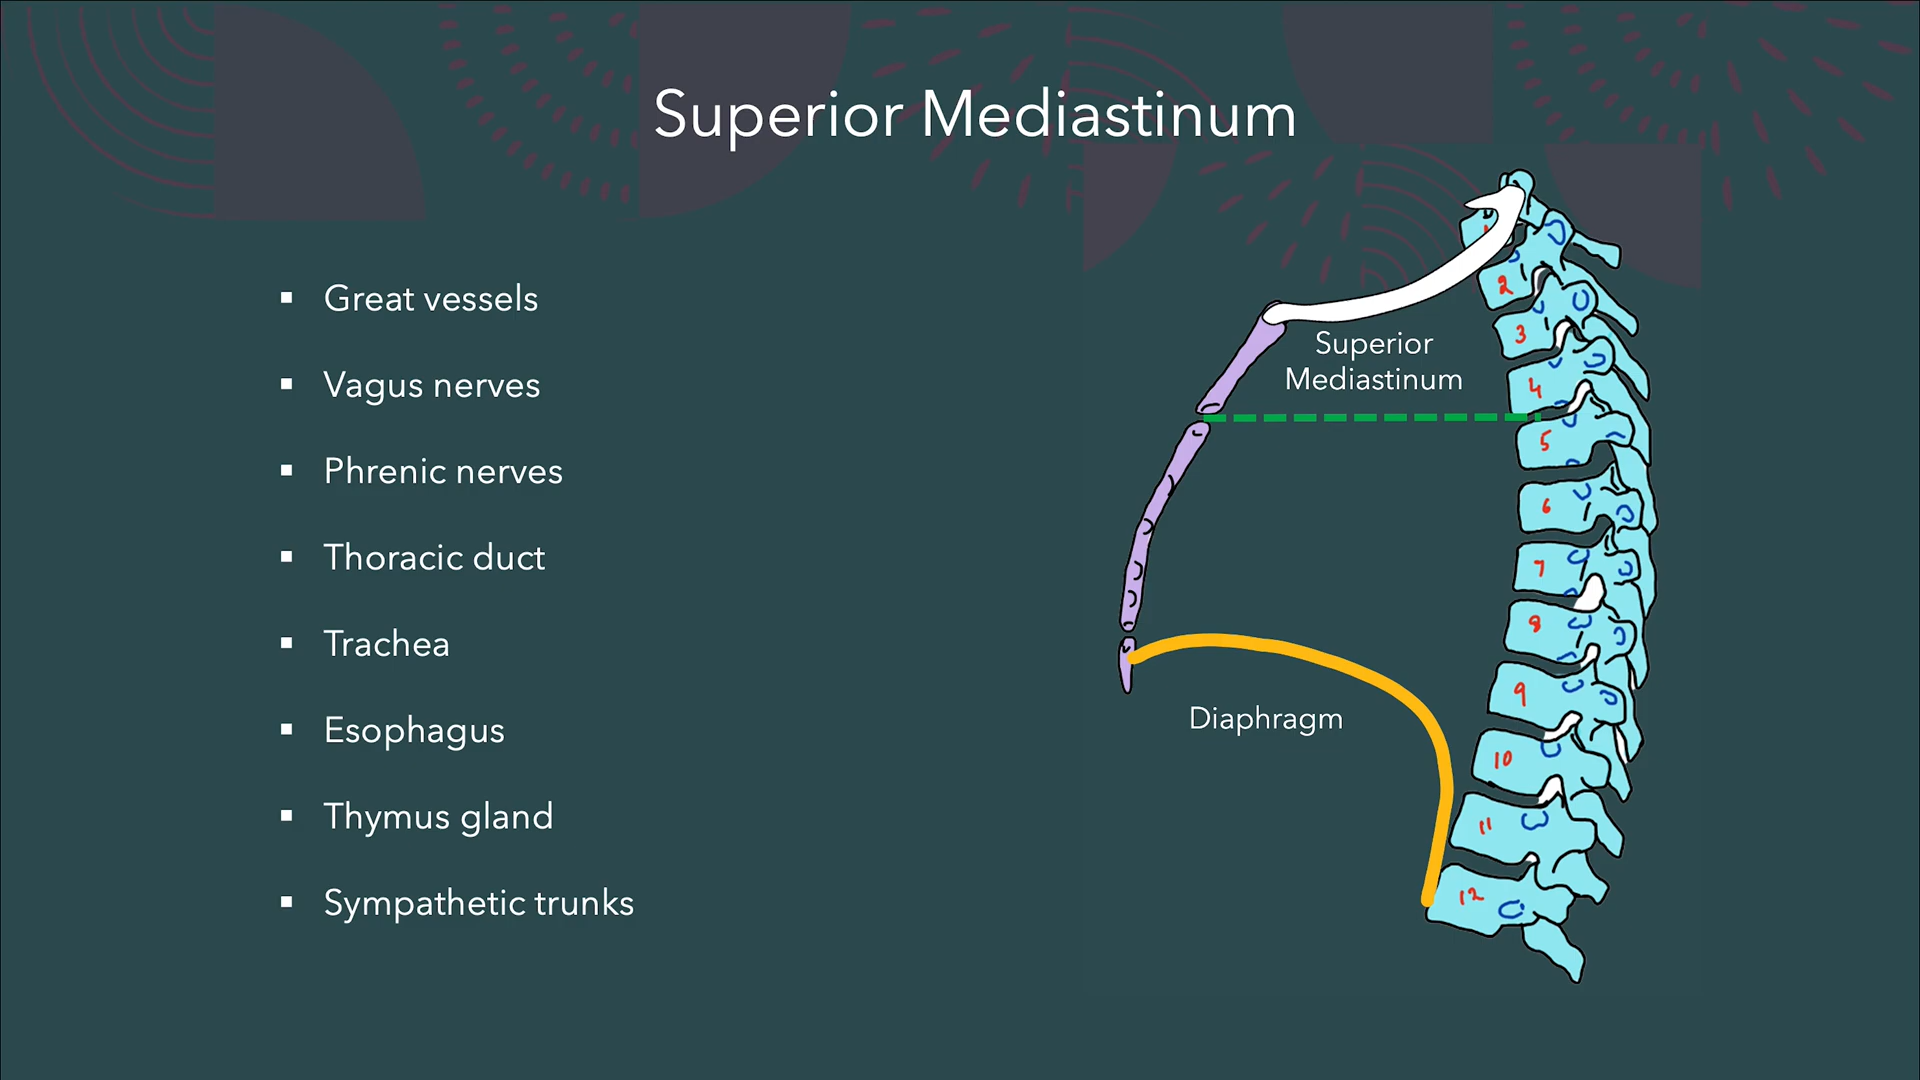 Superior Mediastinum
Great vessels
Vagus nerves
Phrenic nerves
Thoracic duct
Trachea
Esophagus
Thymus gland
Sympathetic trunks
Superior
Mediastinum
Diaphragm
1
2
3
4
5
6
7
8
9
10
11
12